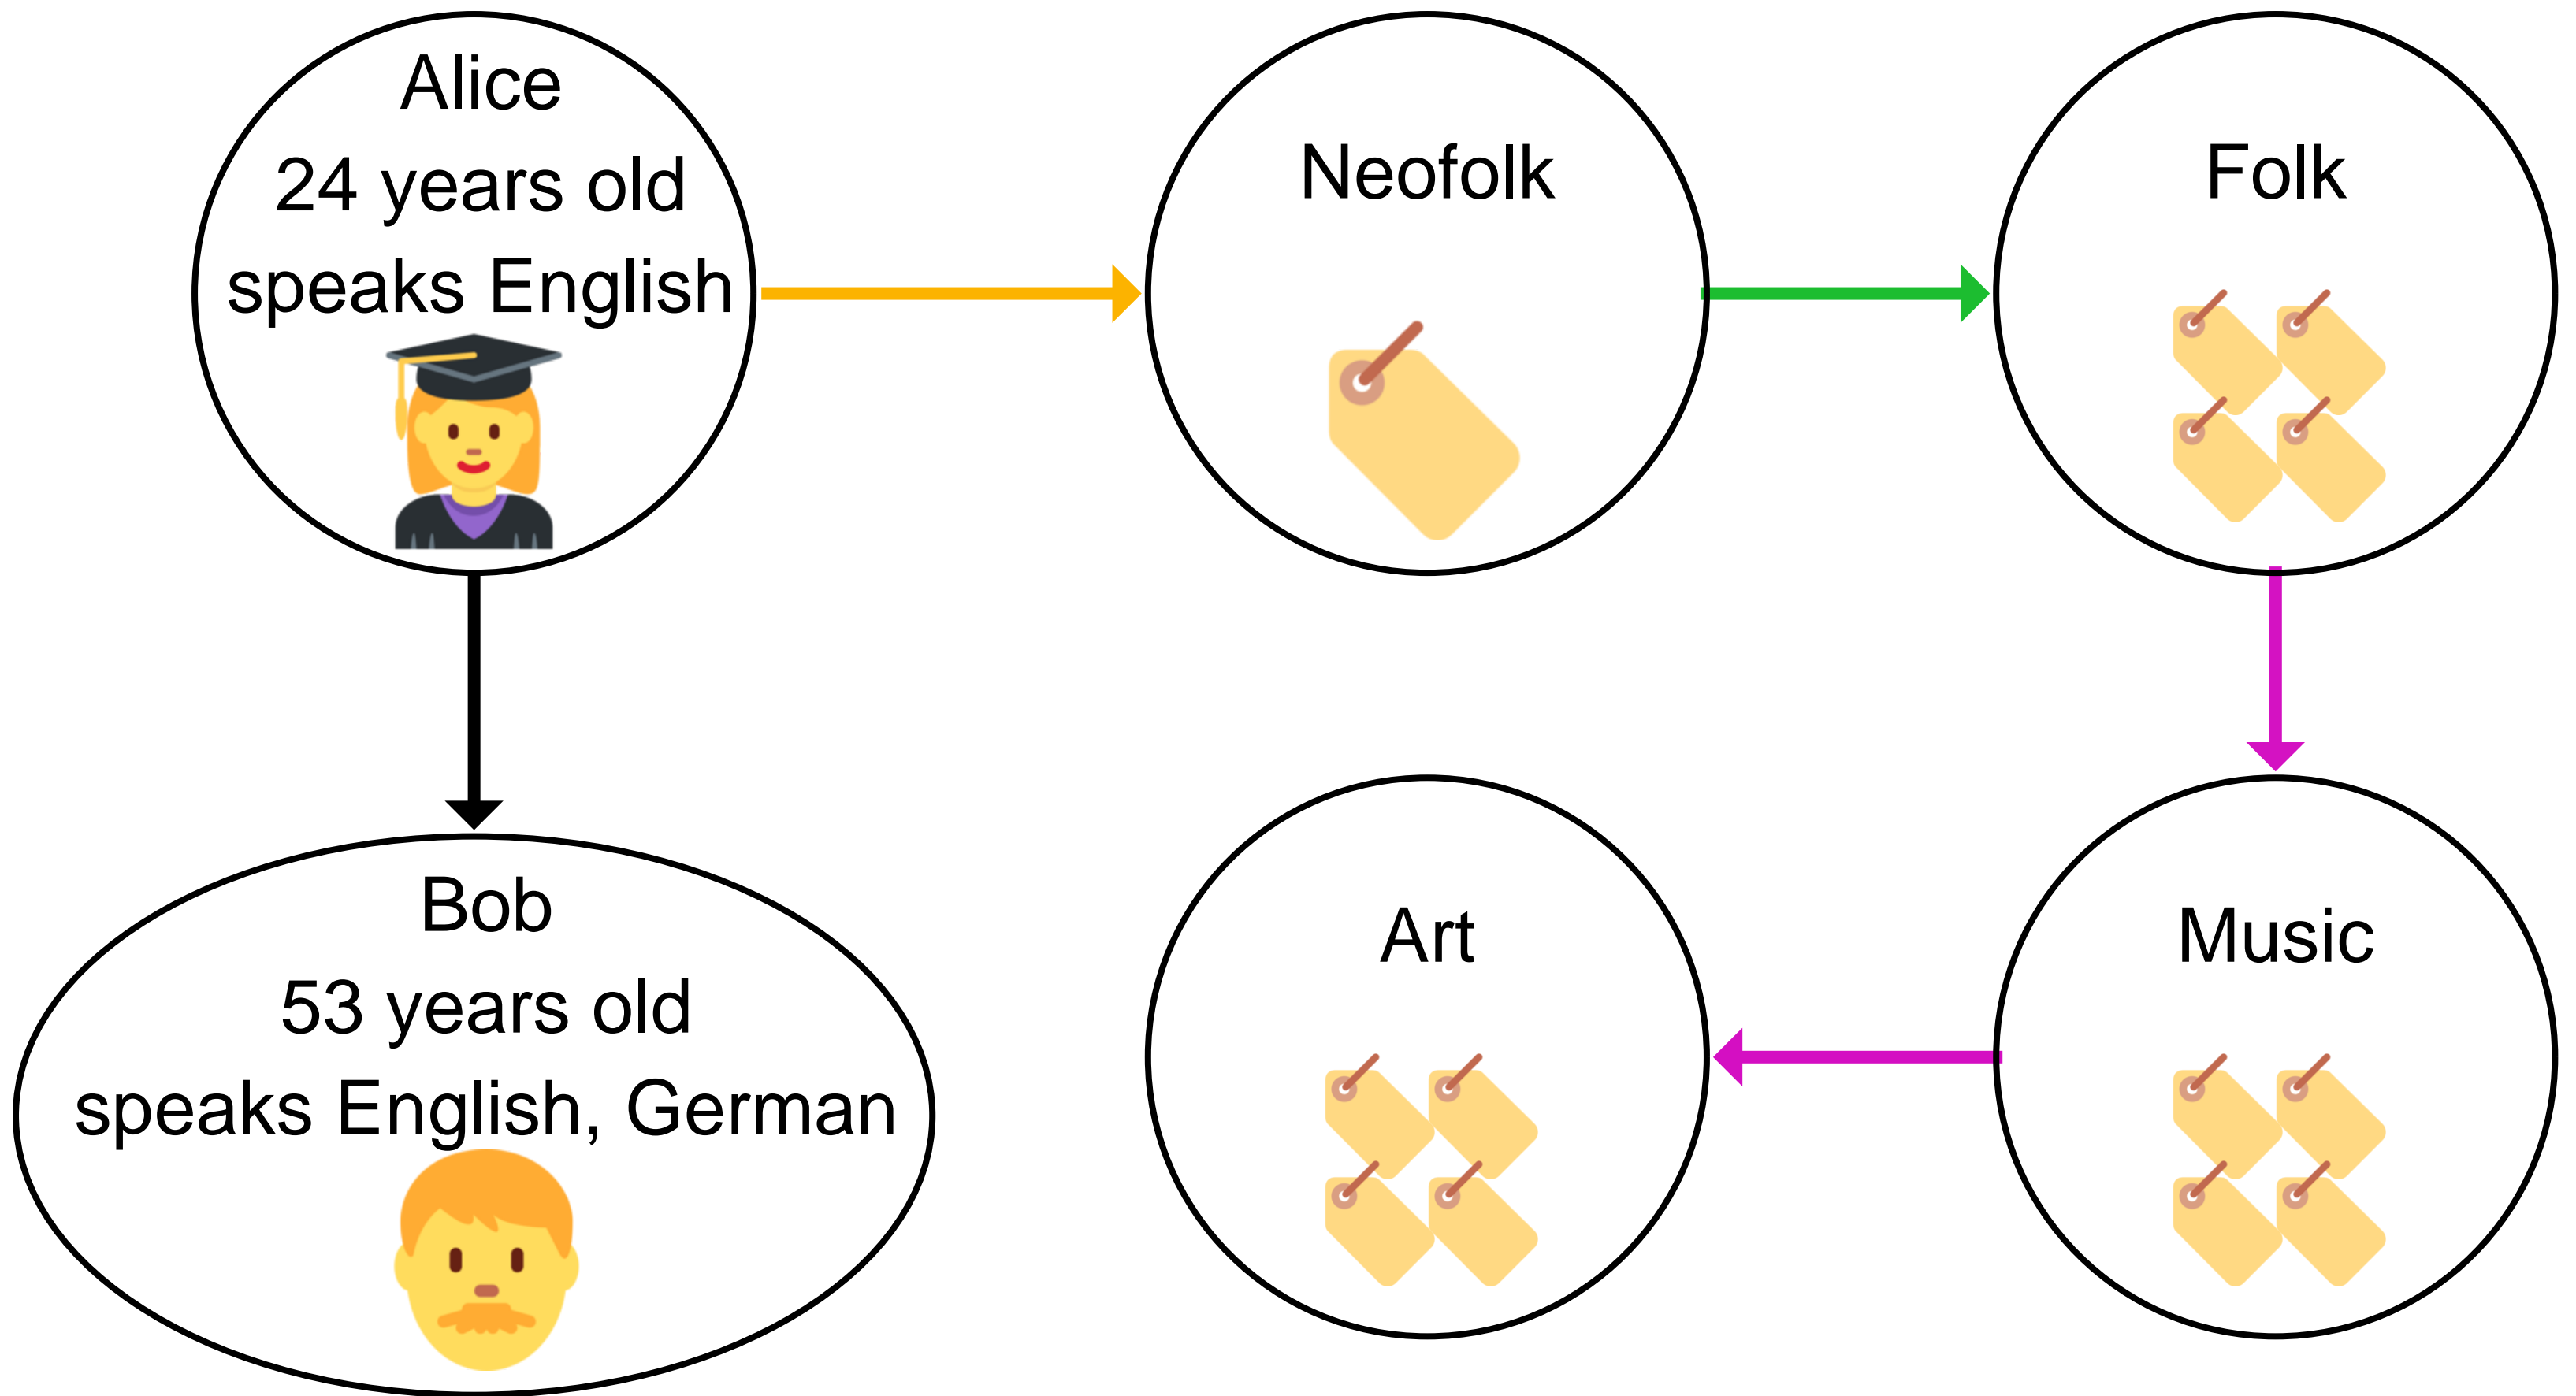 Alice
24 years old
speaks English
Neofolk
Folk
Bob
53 years old
speaks English, German
Art
Music